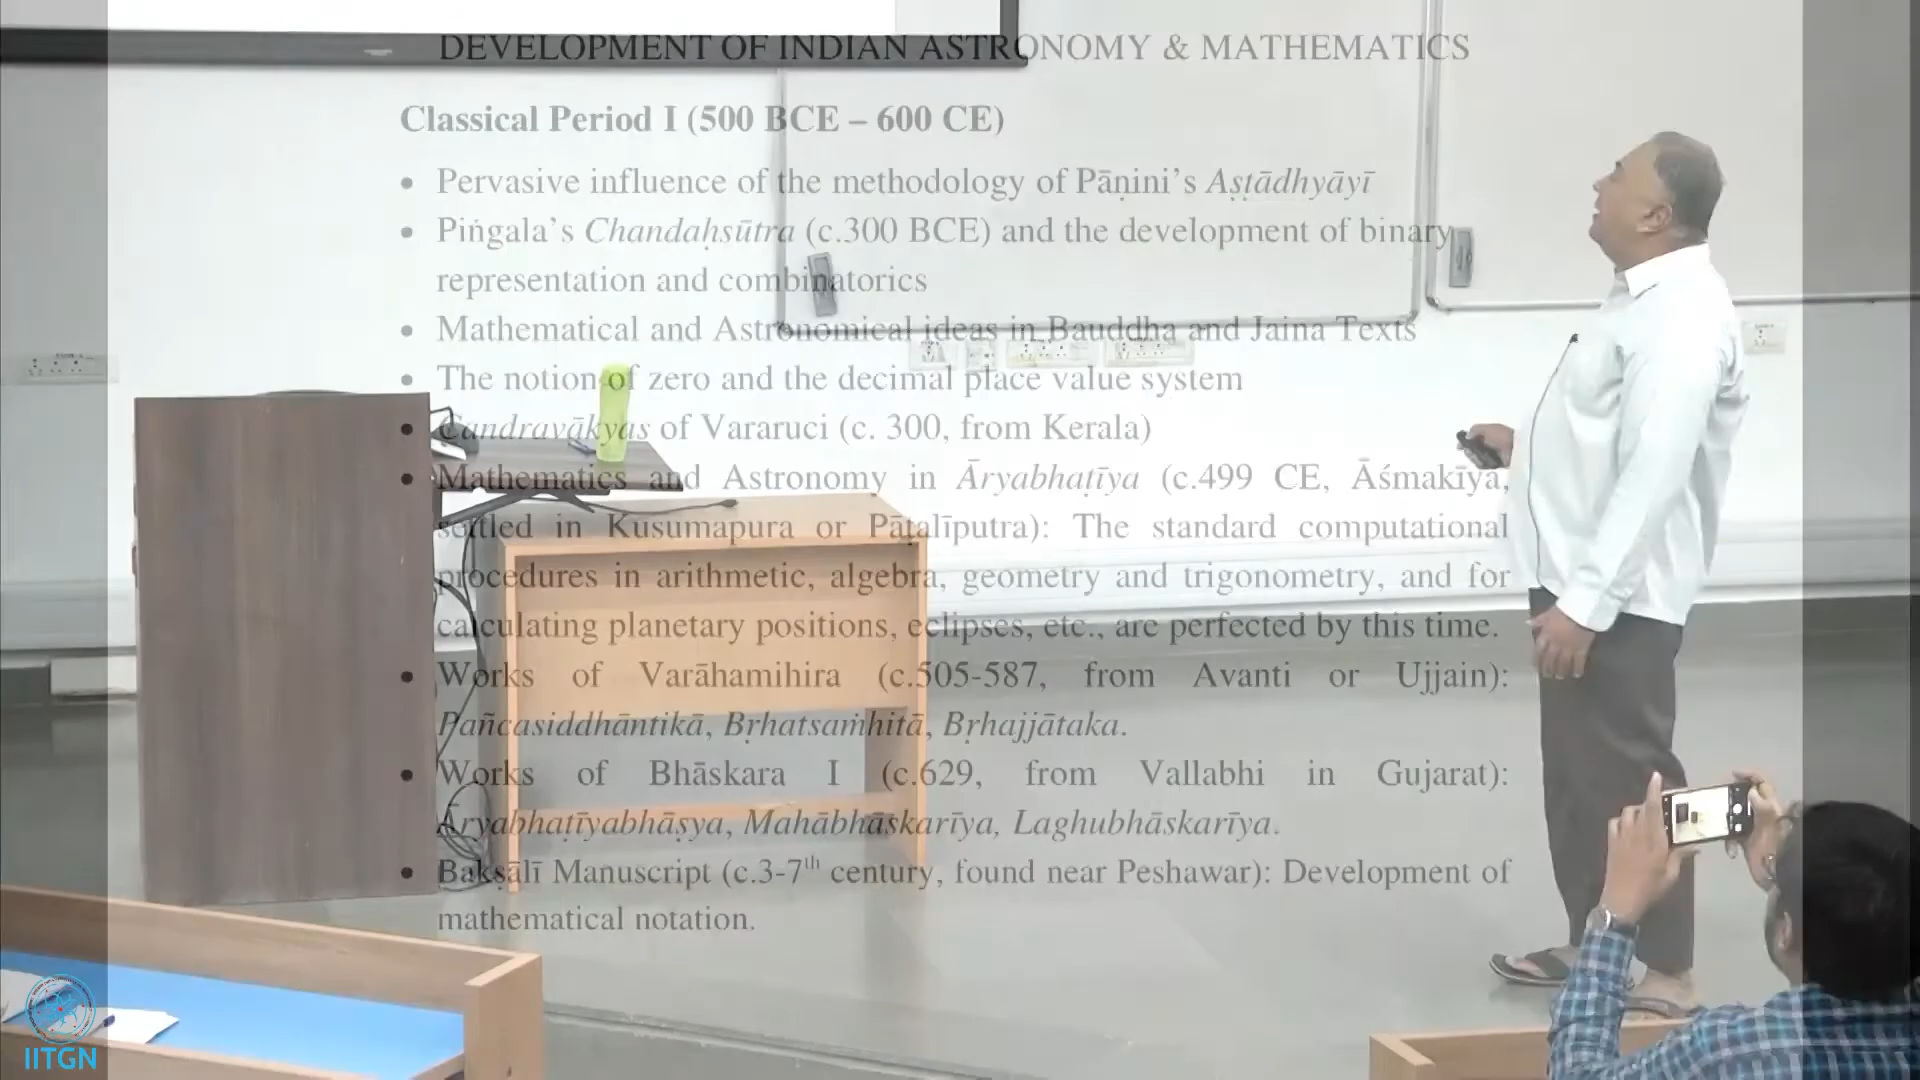 DEVELOPMENT OF INDIAN ASTRONOMY & MATHEMATICS
Classical Period I (500 BCE – 600 CE)
• Pervasive influence of the methodology of Pāṇini's Aṣṭādhyāyī
• Piṅgala's Chandaḥsūtra (c.300 BCE) and the development of binary
representation and combinatorics
• Mathematical and Astronomical ideas in Bauddha and Jaina Texts
• The notion of zero and the decimal place value system
• Candravākyas of Vararuci (c. 300, from Kerala)
• Mathematics and Astronomy in Āryabhaṭīya (c.499 CE, Āśmakīya,
settled in Kusumapura or Pāṭalīputra): The standard computational
procedures in arithmetic, algebra, geometry and trigonometry, and for
calculating planetary positions, eclipses, etc., are perfected by this time.
• Works of Varāhamihira (c.505-587, from Avanti or Ujjain):
Pañcasiddhāntikā, Bṛhatsaṁhitā, Bṛhajjātaka.
• Works of Bhāskara I (c.629, from Vallabhi in Gujarat):
Āryabhaṭīyabhāṣya, Mahābhāskarīya, Laghubhāskarīya.
• Bakṣālī Manuscript (c.3-7th century, found near Peshawar): Development of
mathematical notation.
IITGN